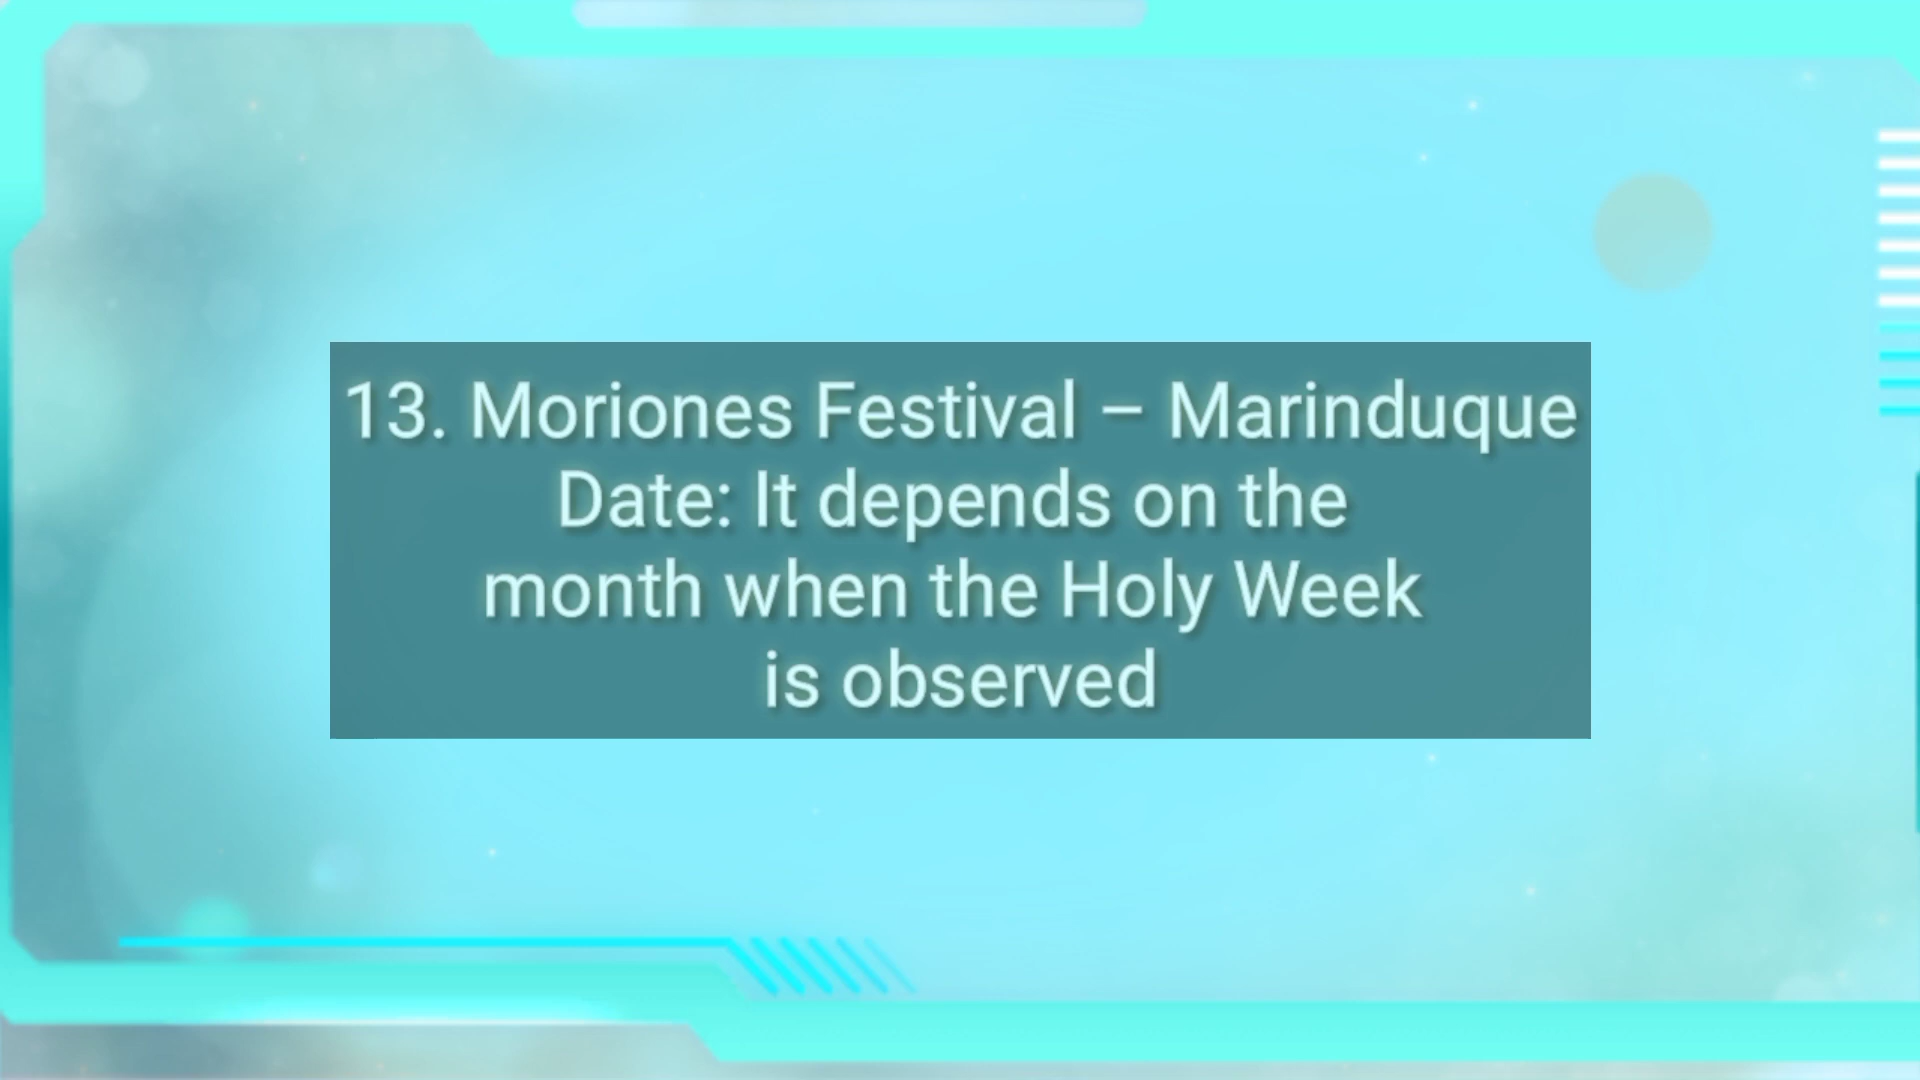 13. Moriones Festival – Marinduque
Date: It depends on the
month when the Holy Week
is observed